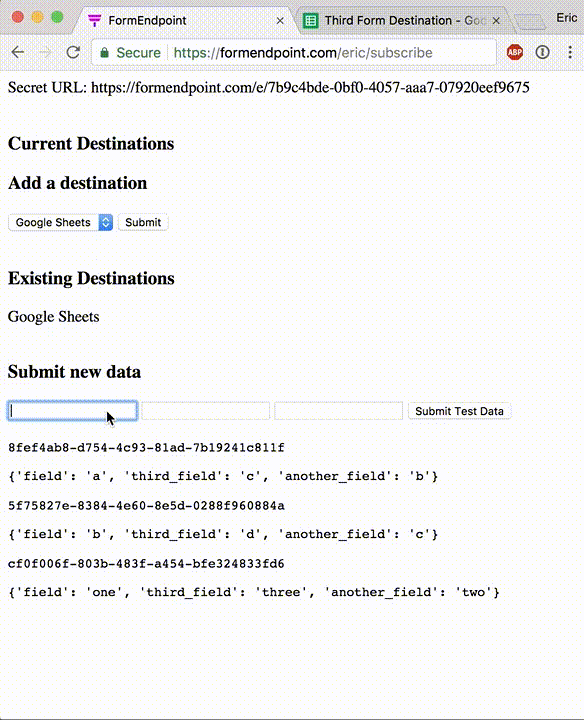 FormEndpoint
Third Form Destination - Goo
Eric
Secure https://formendpoint.com/eric/subscribe
ABP
Secret URL: https://formendpoint.com/e/7b9c4bde-0bf0-4057-aaa7-07920eef9675
Current Destinations
Add a destination
Google Sheets Submit
Existing Destinations
Google Sheets
Submit new data
Submit Test Data
8fef4ab8-d754-4c93-81ad-7b19241c811f
{'field': 'a', 'third_field': 'c', 'another_field': 'b'}
5f75827e-8384-4e60-8e5d-0288f960884a
{'field': 'b', 'third_field': 'd', 'another_field': 'c'}
cf0f006f-803b-483f-a454-bfe324833fd6
{'field': 'one', 'third_field': 'three', 'another_field': 'two'}